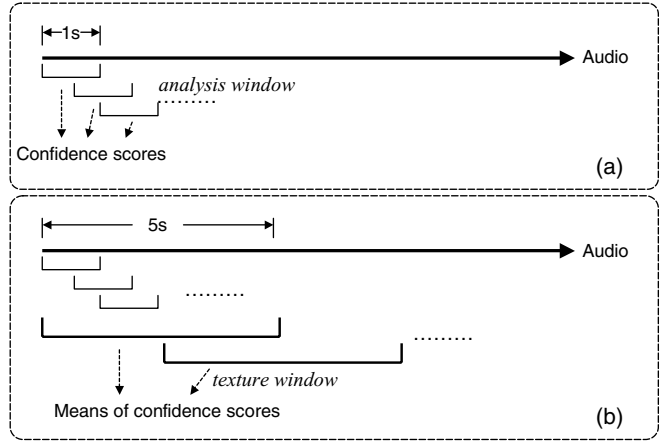 1s
Audio
analysis window
.........
Confidence scores
(a)
5s
Audio
.........
.........
texture window
Means of confidence scores
(b)